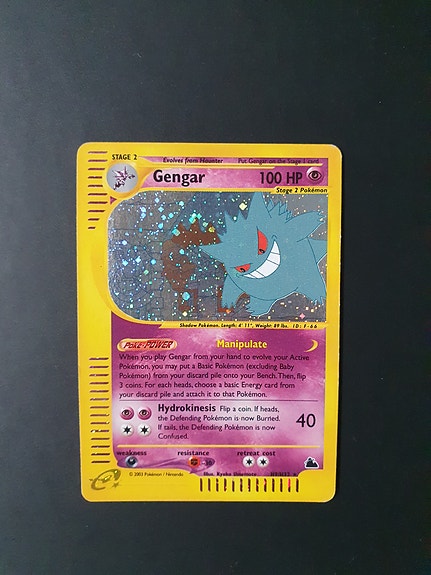 STAGE 2
Evolves from Haunter Put Gengar on the Stage 1 card
Gengar 100 HP
Stage 2 Pokémon
Shadow Pokémon. Length: 4' 11", Weight: 89 lbs. ID: F-66
POKé-POWER Manipulate
When you play Gengar from your hand to evolve your Active
Pokémon, you may put a Basic Pokémon (excluding Baby
Pokémon) from your discard pile onto your Bench. Then, flip
3 coins. For each heads, choose a basic Energy card from
your discard pile and attach it to that Pokémon.
Hydrokinesis Flip a coin. If heads,
the Defending Pokémon is now Burned.
If tails, the Defending Pokémon is now
Confused.
40
weakness resistance retreat cost
-30
© 2003 Pokémon / Nintendo Illus. Kyoko Umemoto
e